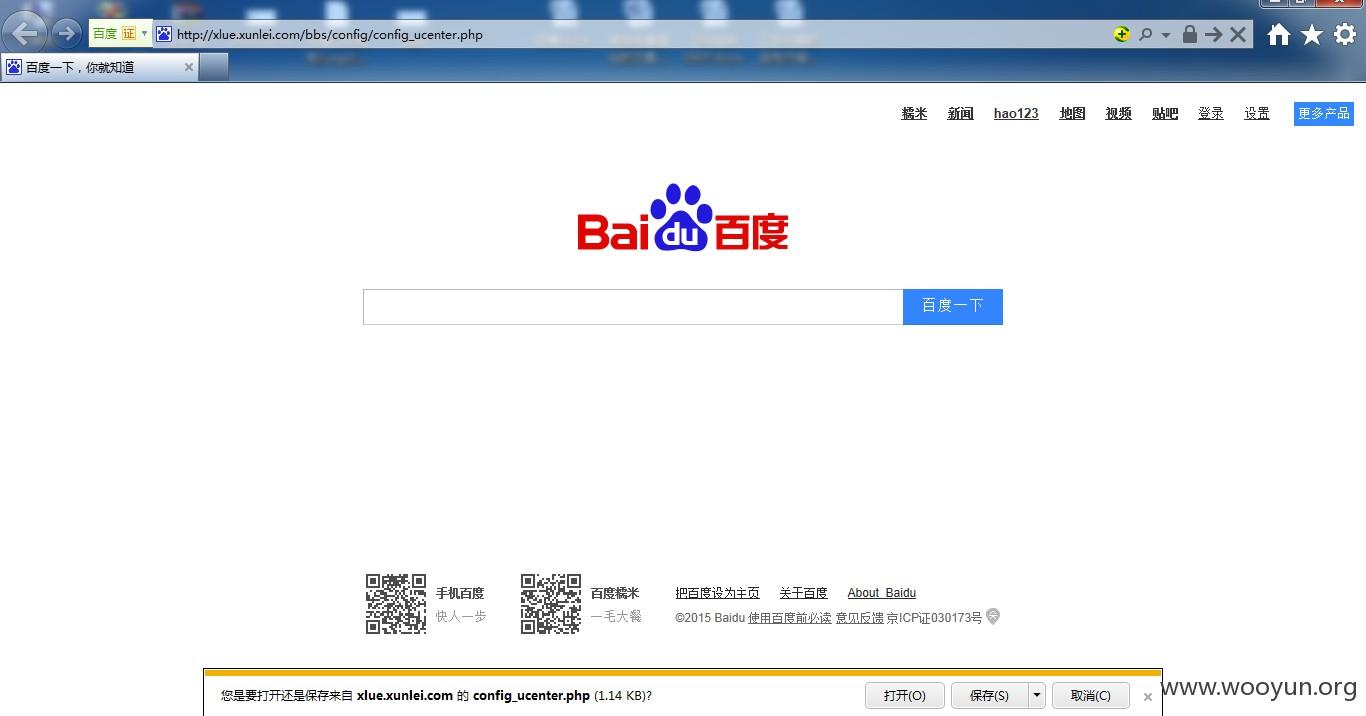 百度 证 http://xlue.xunlei.com/bbs/config/config_ucenter.php
百度一下，你就知道
糯米 新闻 hao123 地图 视频 贴吧 登录 设置 更多产品
Bai du 百度
百度一下
手机百度 百度糯米 把百度设为主页 关于百度 About Baidu
快人一步 一毛大餐 ©2015 Baidu 使用百度前必读 意见反馈 京ICP证030173号
您是要打开还是保存来自 xlue.xunlei.com 的 config_ucenter.php (1.14 KB)? 打开(O) 保存(S) 取消(C)
www.wooyun.org